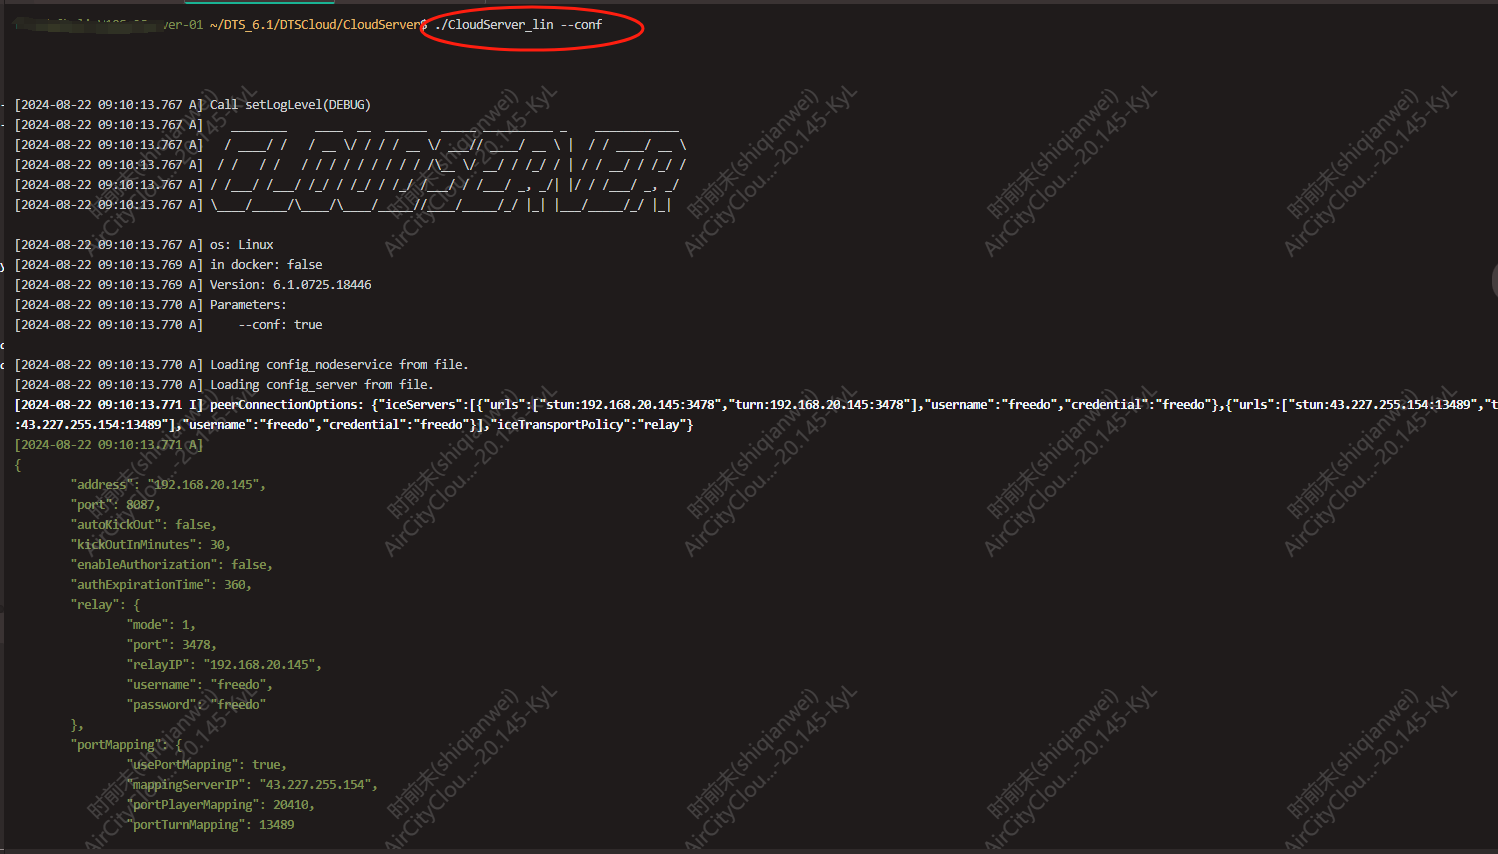 ver-01 ~/DTS_6.1/DTSCloud/CloudServer$ ./CloudServer_lin --conf
[2024-08-22 09:10:13.767 A] Call setLogLevel(DEBUG)
[2024-08-22 09:10:13.767 A]
[2024-08-22 09:10:13.767 A]
[2024-08-22 09:10:13.767 A]
[2024-08-22 09:10:13.767 A]
[2024-08-22 09:10:13.767 A]
[2024-08-22 09:10:13.767 A] os: Linux
[2024-08-22 09:10:13.769 A] in docker: false
[2024-08-22 09:10:13.769 A] Version: 6.1.0725.18446
[2024-08-22 09:10:13.770 A] Parameters:
[2024-08-22 09:10:13.770 A] --conf: true
[2024-08-22 09:10:13.770 A] Loading config_nodeservice from file.
[2024-08-22 09:10:13.770 A] Loading config_server from file.
[2024-08-22 09:10:13.771 I] peerConnectionOptions: {"iceServers":[{"urls":["stun:192.168.20.145:3478","turn:192.168.20.145:3478"],"username":"freedo","credential":"freedo"},{"urls":["stun:43.227.255.154:13489","t
:43.227.255.154:13489"],"username":"freedo","credential":"freedo"}],"iceTransportPolicy":"relay"}
[2024-08-22 09:10:13.771 A]
{
"address": "192.168.20.145",
"port": 8087,
"autoKickOut": false,
"kickOutInMinutes": 30,
"enableAuthorization": false,
"authExpirationTime": 360,
"relay": {
"mode": 1,
"port": 3478,
"relayIP": "192.168.20.145",
"username": "freedo",
"password": "freedo"
},
"portMapping": {
"usePortMapping": true,
"mappingServerIP": "43.227.255.154",
"portPlayerMapping": 20410,
"portTurnMapping": 13489
时前末(shiqianwei)
AirCityClou...-20.145-KyL